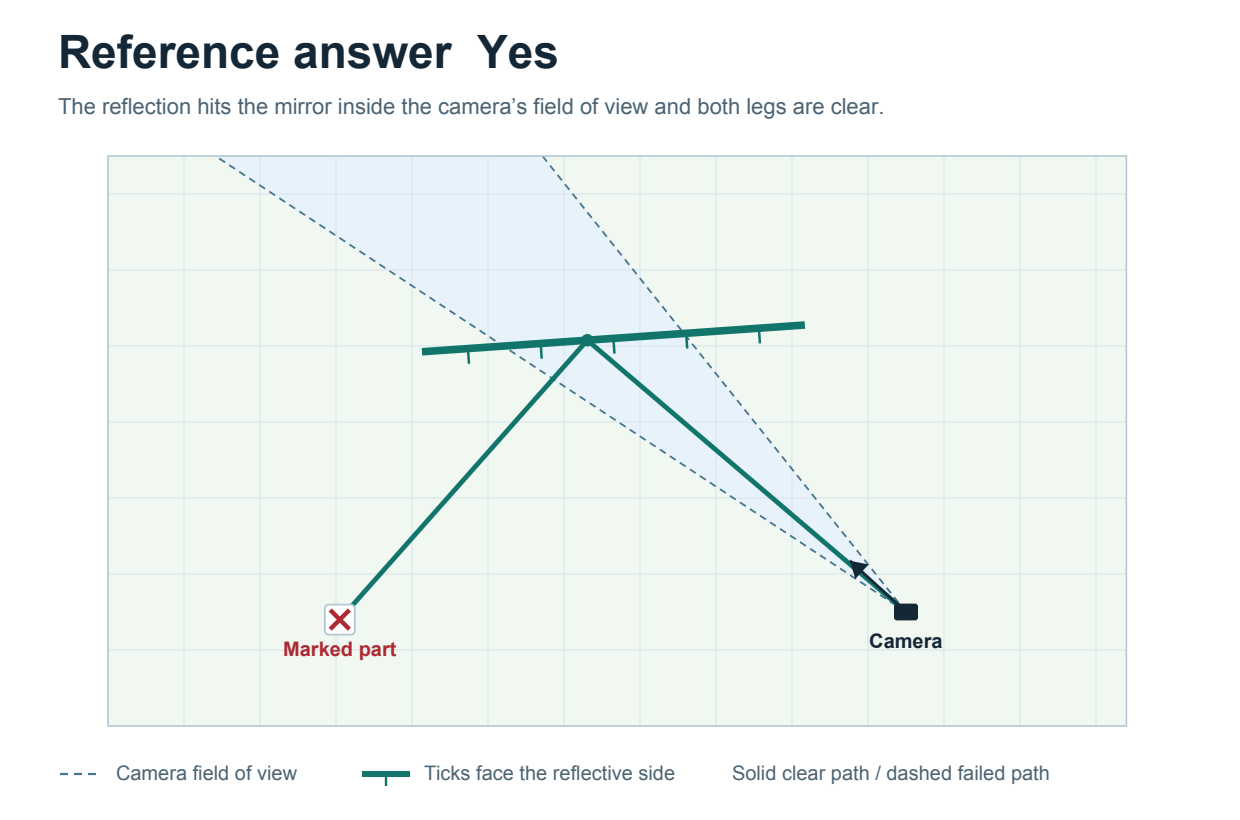 Reference answer  Yes
The reflection hits the mirror inside the camera’s field of view and both legs are clear.
Marked part
Camera
Camera field of view
Ticks face the reflective side
Solid clear path / dashed failed path